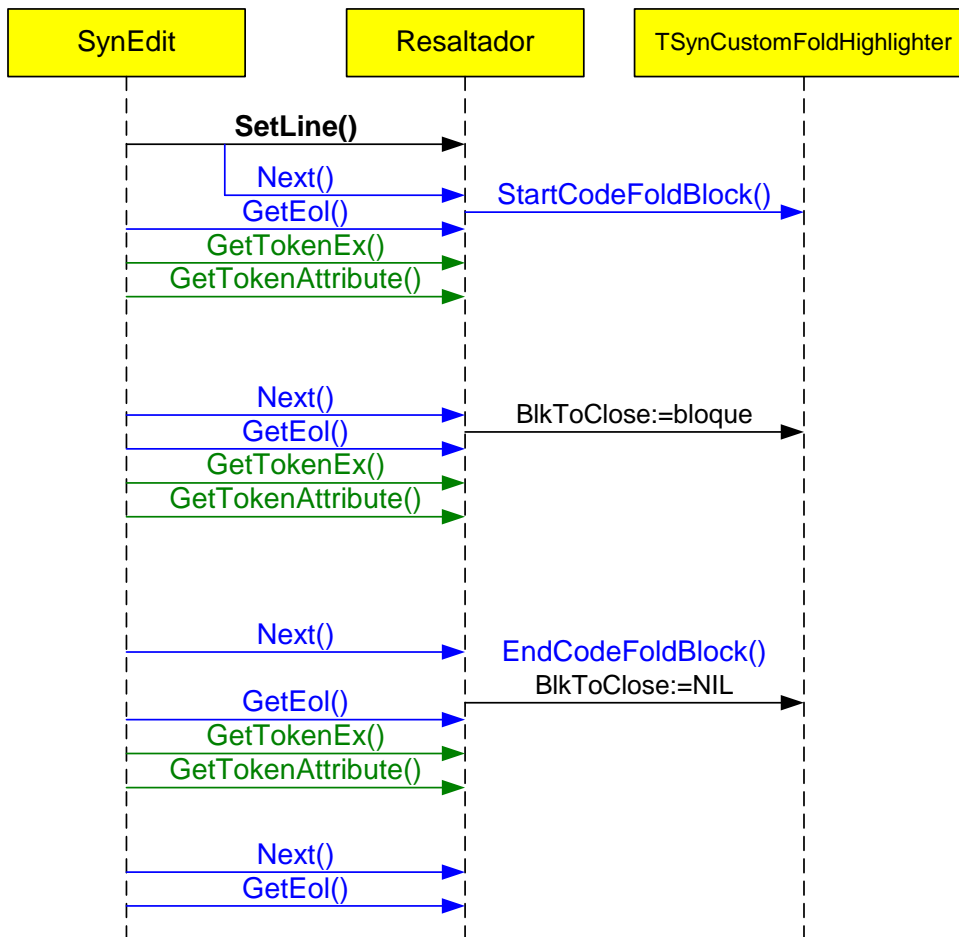 SynEdit
Resaltador
TSynCustomFoldHighlighter
SetLine()
Next()
StartCodeFoldBlock()
GetEol()
GetTokenEx()
GetTokenAttribute()
Next()
BlkToClose:=bloque
GetEol()
GetTokenEx()
GetTokenAttribute()
Next()
EndCodeFoldBlock()
BlkToClose:=NIL
GetEol()
GetTokenEx()
GetTokenAttribute()
Next()
GetEol()